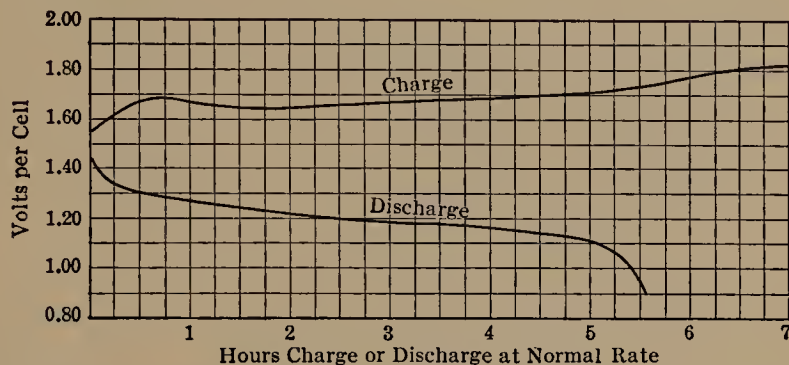 2.00
1.80
1.60
1.40
1.20
1.00
0.80
Volts per Cell
Charge
Discharge
1 2 3 4 5 6 7
Hours Charge or Discharge at Normal Rate